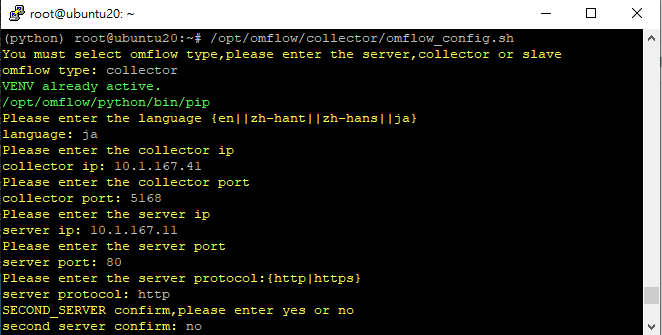 root@ubuntu20: ~
(python) root@ubuntu20:~# /opt/omflow/collector/omflow_config.sh
You must select omflow type,please enter the server,collector or slave
omflow type: collector
VENV already active.
/opt/omflow/python/bin/pip
Please enter the language {en||zh-hant||zh-hans||ja}
language: ja
Please enter the collector ip
collector ip: 10.1.167.41
Please enter the collector port
collector port: 5168
Please enter the server ip
server ip: 10.1.167.11
Please enter the server port
server port: 80
Please enter the server protocol:{http|https}
server protocol: http
SECOND_SERVER confirm,please enter yes or no
second server confirm: no